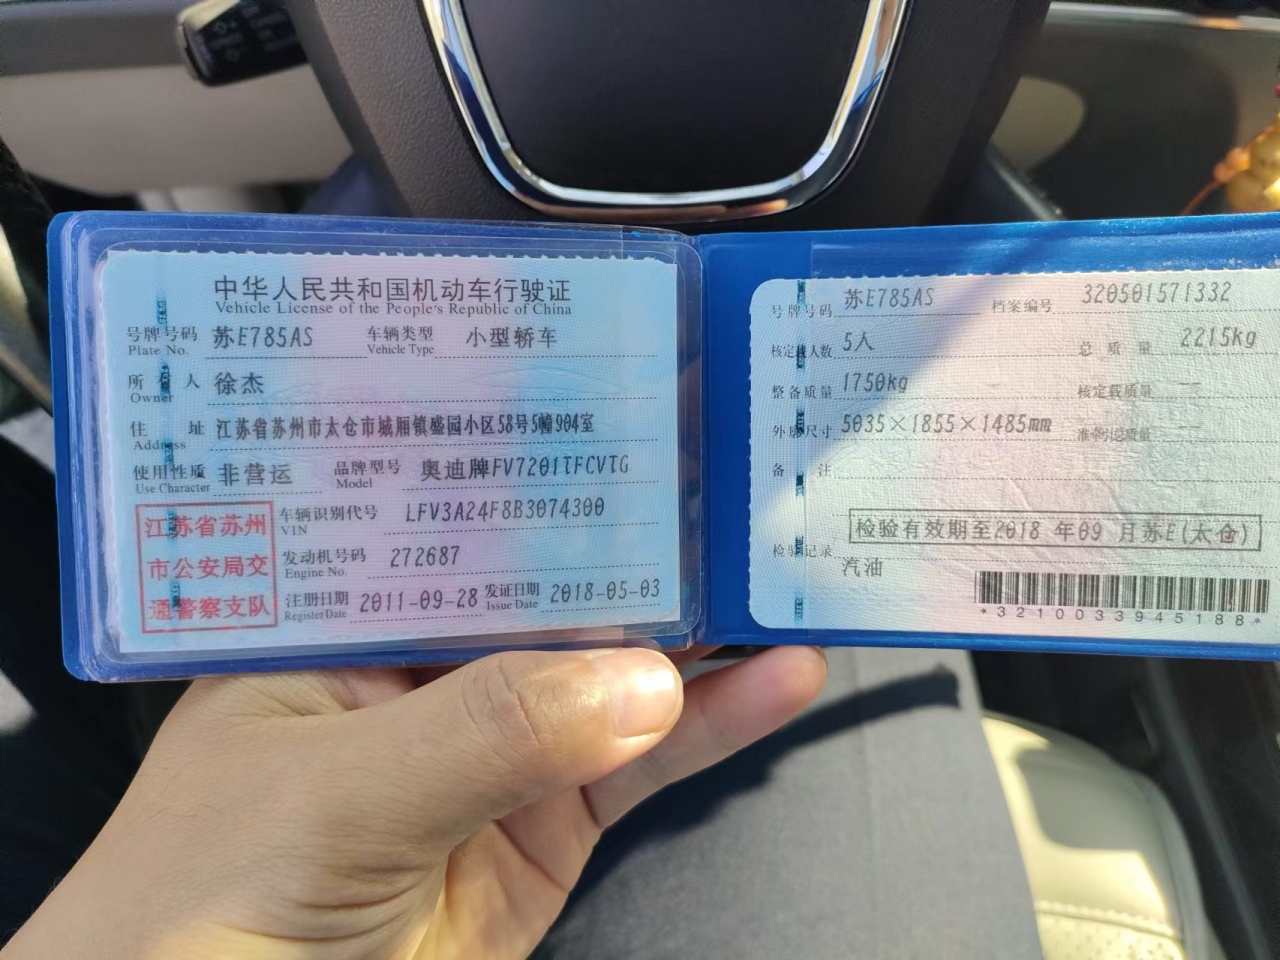 中华人民共和国机动车行驶证
Vehicle License of the People's Republic of China
号牌号码 苏E785AS 车辆类型 小型轿车
Plate No. Vehicle Type
所有人 徐杰
Owner
住址 江苏省苏州市太仓市城厢镇盛园小区58号5幢904室
Address
使用性质 非营运 品牌型号 奥迪牌FV7201TFCVTG
Use Character Model
江苏省苏州
市公安局交
通警察支队
车辆识别代号 LFV3A24F8B3074300
VIN
发动机号码 272687
Engine No.
注册日期 2011-09-28 发证日期 2018-05-03
Register Date Issue Date
号牌号码 苏E785AS 档案编号 320501571332
核定载人数 5人 总质量 2215kg
整备质量 1750kg 核定载质量 --
外廓尺寸 5035×1855×1485mm 准牵引总质量 --
备注
检验有效期至2018 年09 月苏E(太仓)
检验记录
汽油
*3210033945188*